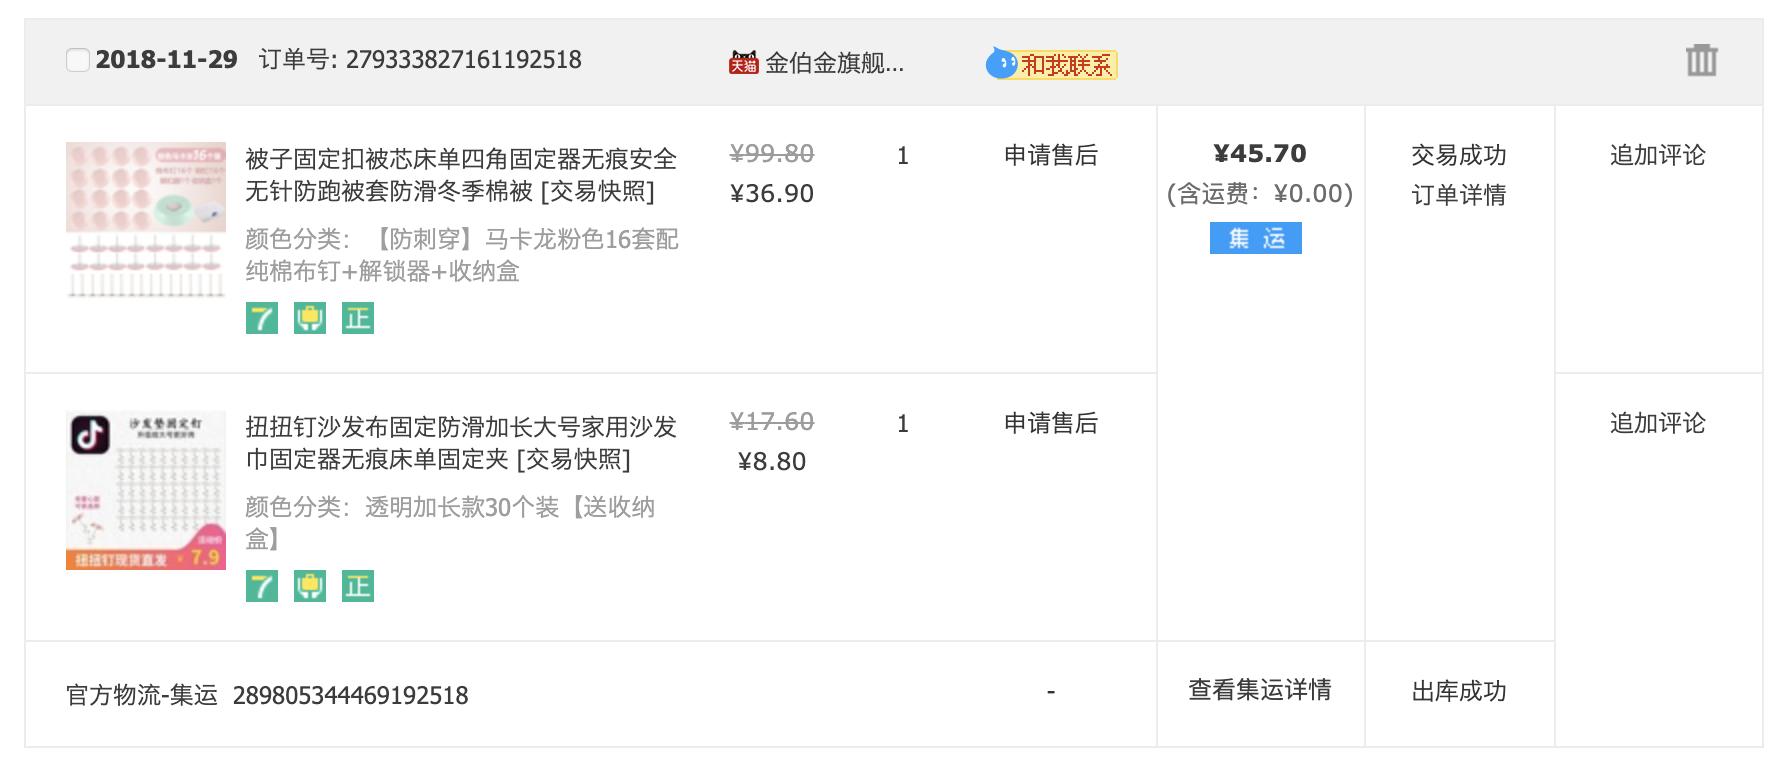 2018-11-29 订单号: 279333827161192518 天猫 金伯金旗舰... 和我联系
被子固定扣被芯床单四角固定器无痕安全 ¥99.80 1 申请售后 ¥45.70 交易成功 追加评论
无针防跑被套防滑冬季棉被 [交易快照] ¥36.90 (含运费：¥0.00) 订单详情
颜色分类：【防刺穿】马卡龙粉色16套配 集 运
纯棉布钉+解锁器+收纳盒
7 正
沙发垫固定钉
扭扭钉现货直发 7.9
扭扭钉沙发布固定防滑加长大号家用沙发 ¥17.60 1 申请售后 追加评论
巾固定器无痕床单固定夹 [交易快照] ¥8.80
颜色分类：透明加长款30个装【送收纳
盒】
7 正
官方物流-集运 289805344469192518 - 查看集运详情 出库成功